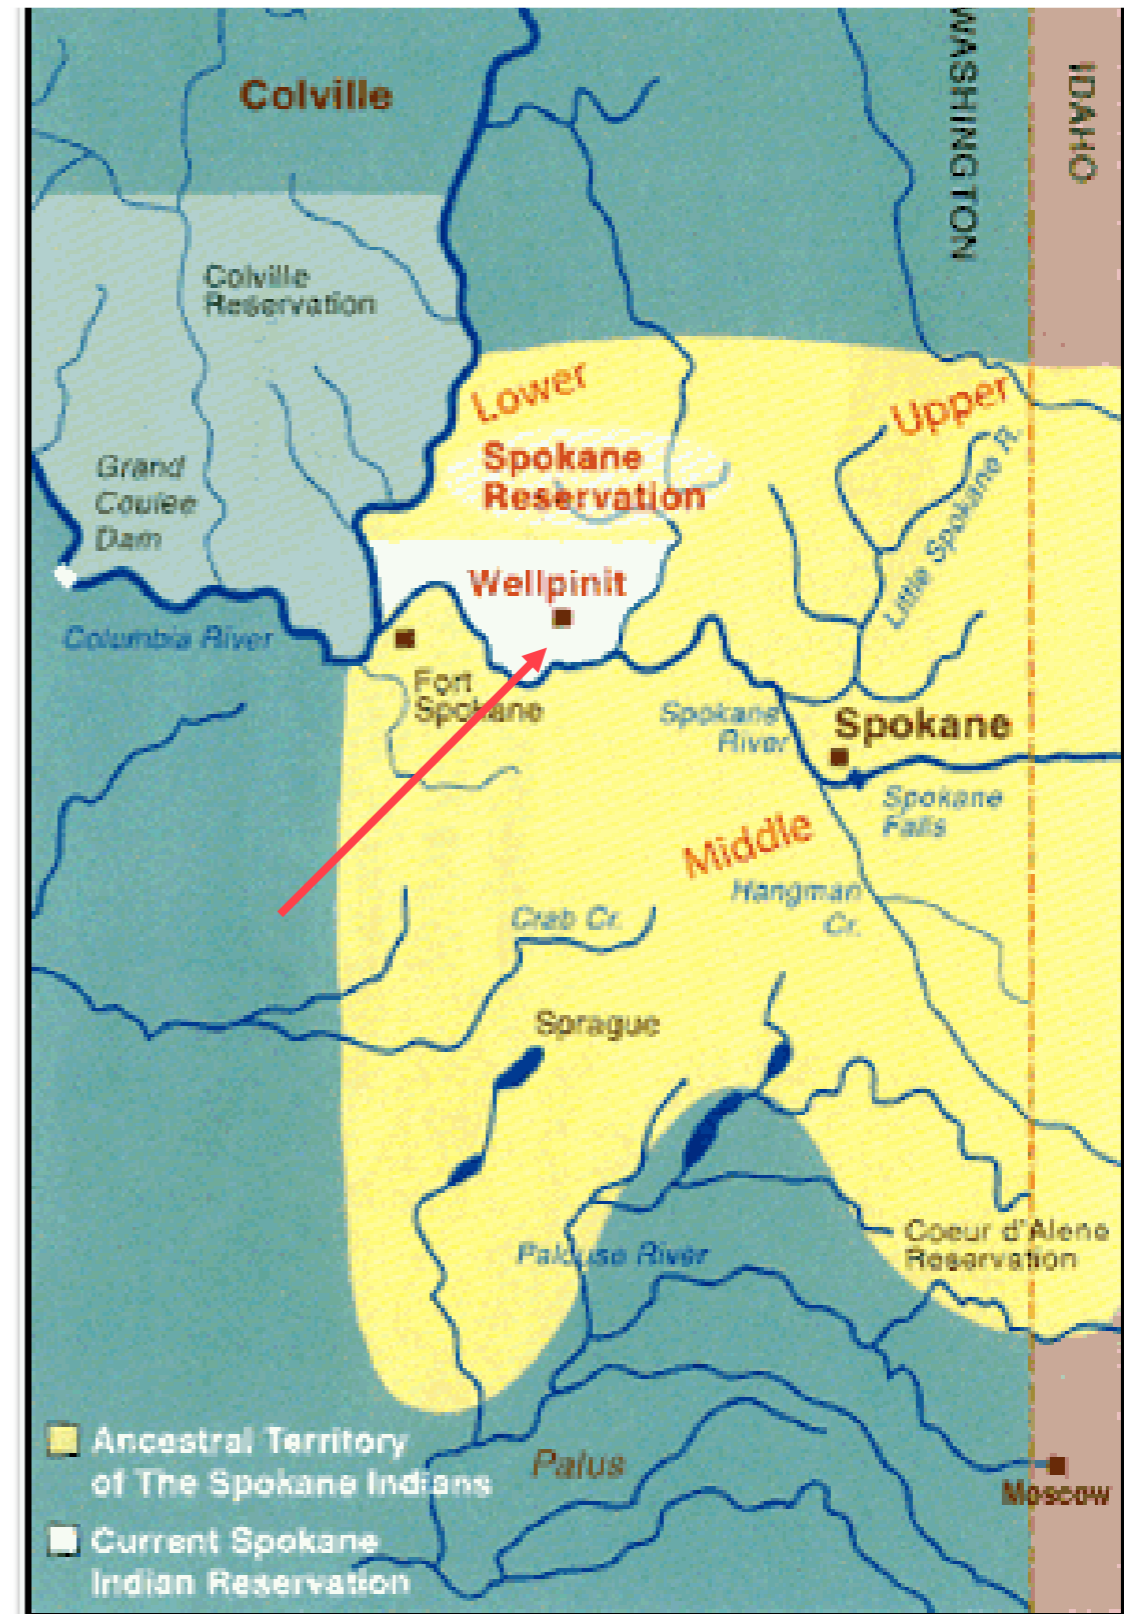 WASHINGTON
IDAHO
Colville
Colville
Reservation
Lower
Upper
Spokane
Reservation
Grand
Coulee
Dam
Little Spokane R.
Wellpinit
Columbia River
Fort
Spokane
Spokane
River
Spokane
Spokane
Falls
Middle
Hangman
Cr.
Crab Cr.
Sprague
Coeur d'Alene
Reservation
Palouse River
Ancestral Territory
of The Spokane Indians
Palus
Moscow
Current Spokane
Indian Reservation